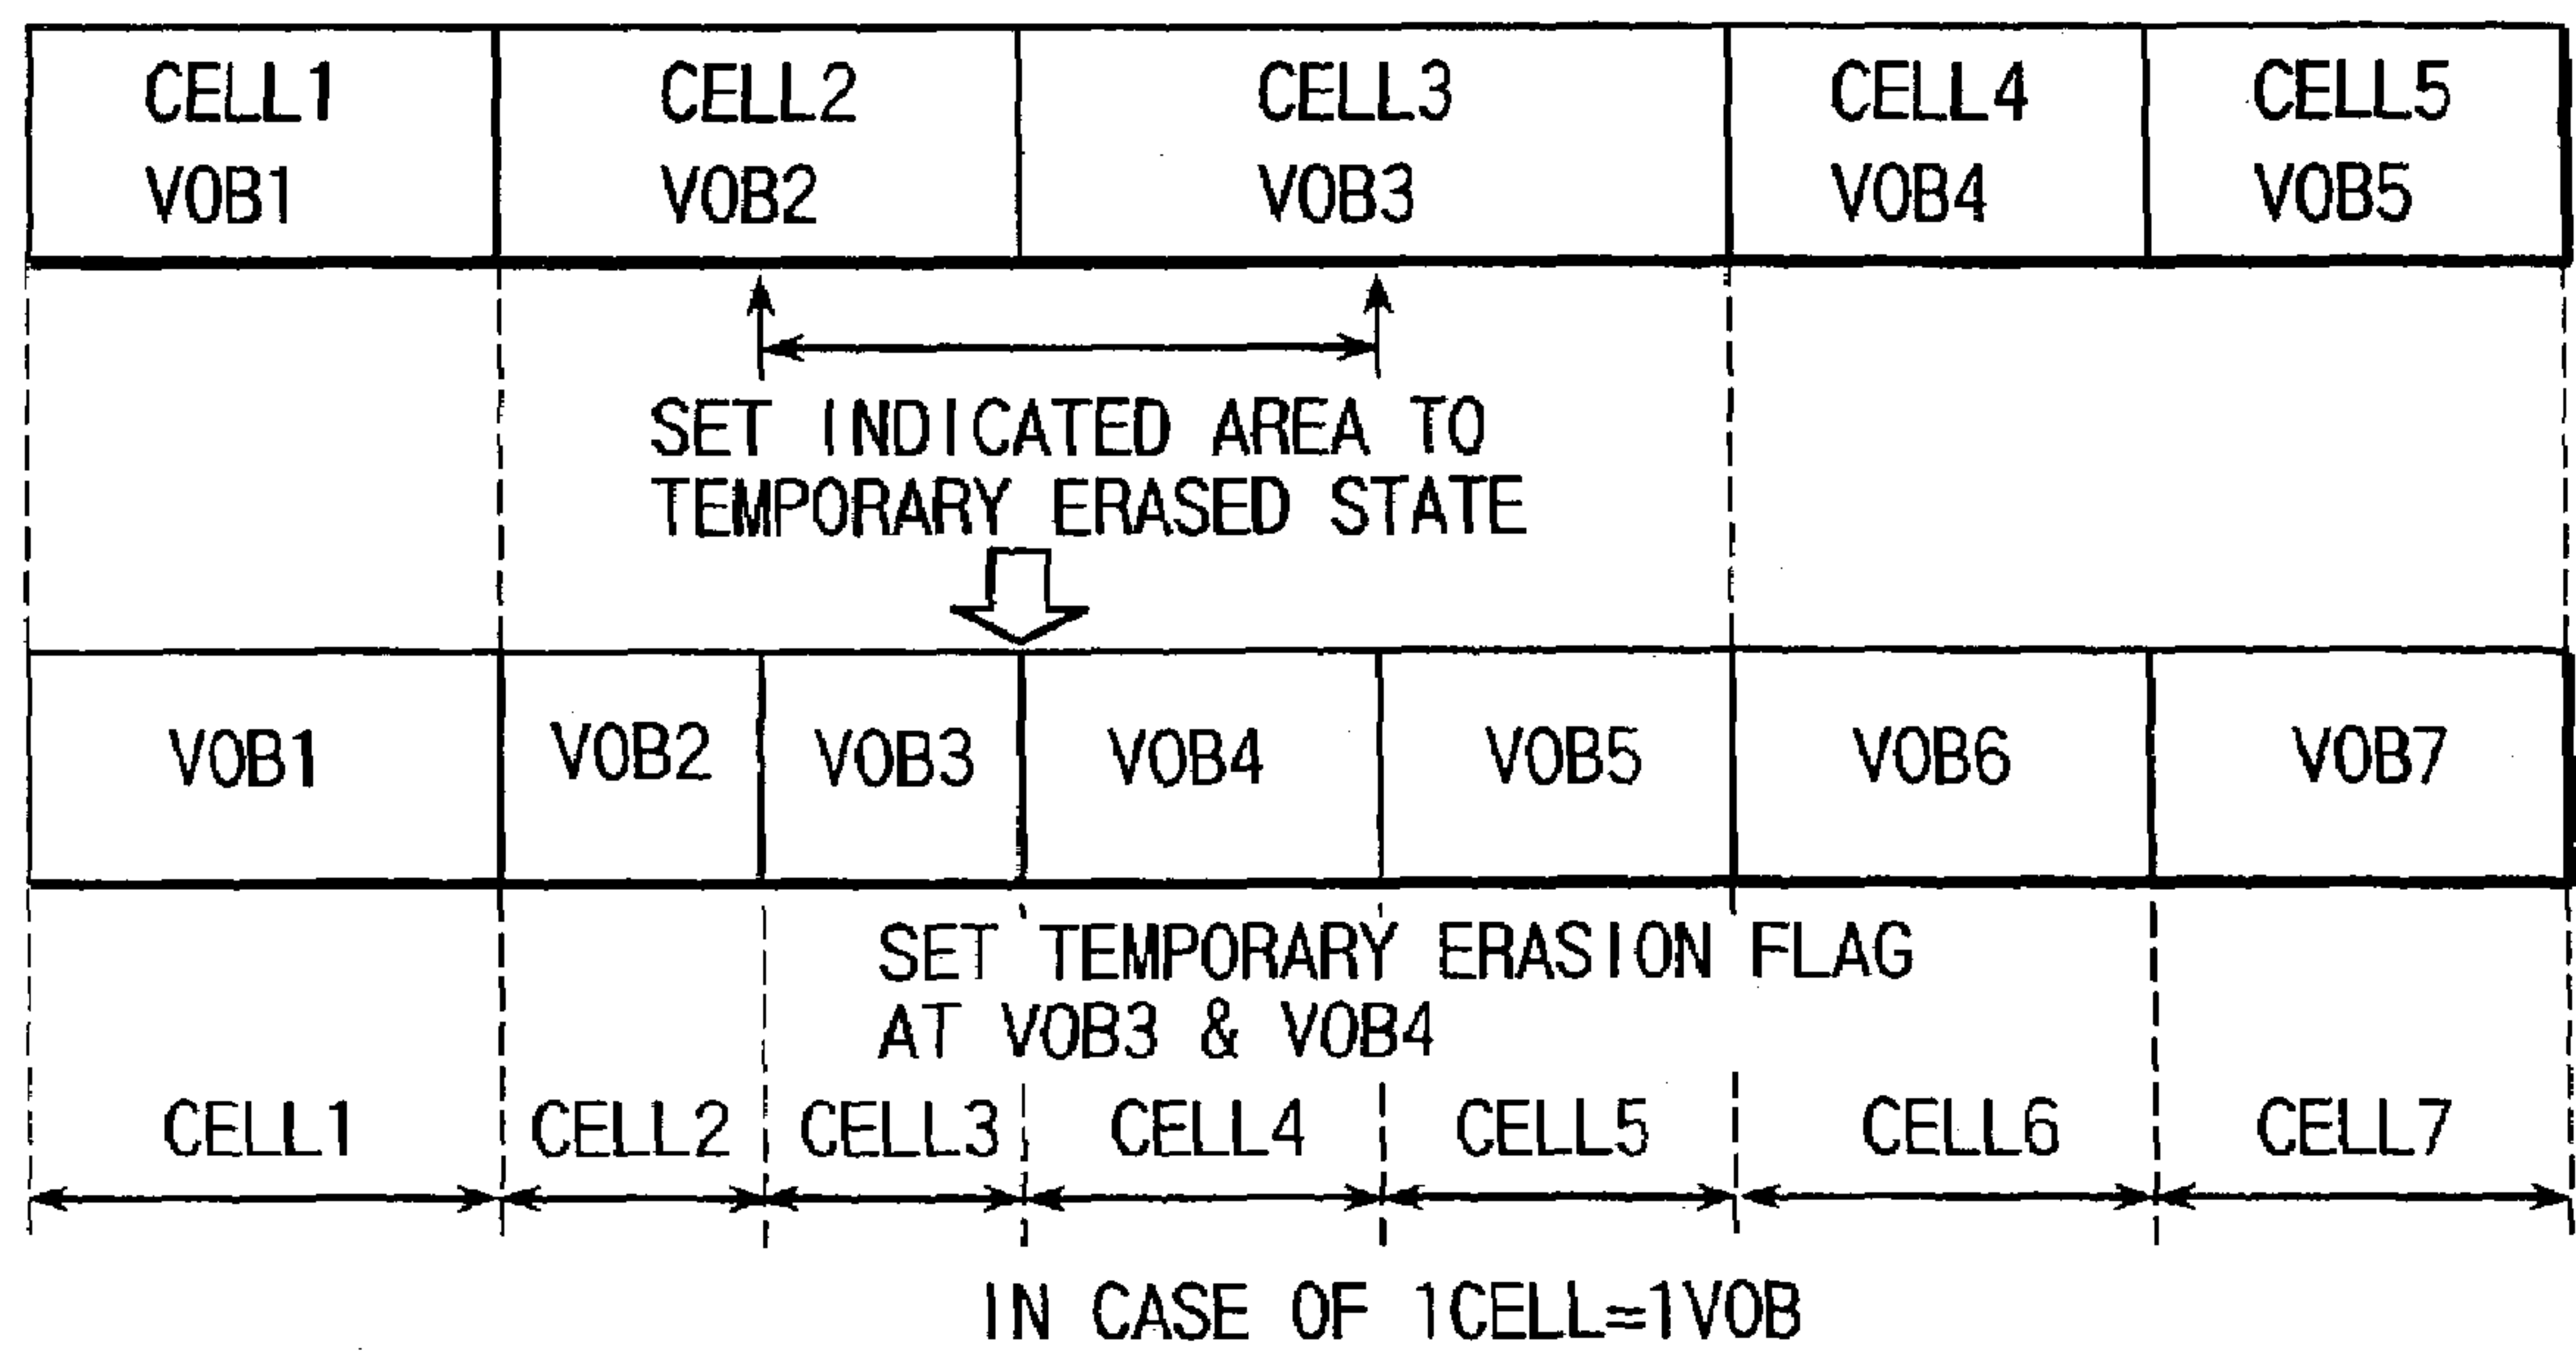 CELL1 CELL2 CELL3 CELL4 CELL5
VOB1 VOB2 VOB3 VOB4 VOB5
SET INDICATED AREA TO
TEMPORARY ERASED STATE
VOB1 VOB2 VOB3 VOB4 VOB5 VOB6 VOB7
SET TEMPORARY ERASION FLAG
AT VOB3 & VOB4
CELL1 CELL2 CELL3 CELL4 CELL5 CELL6 CELL7
IN CASE OF 1CELL=1VOB